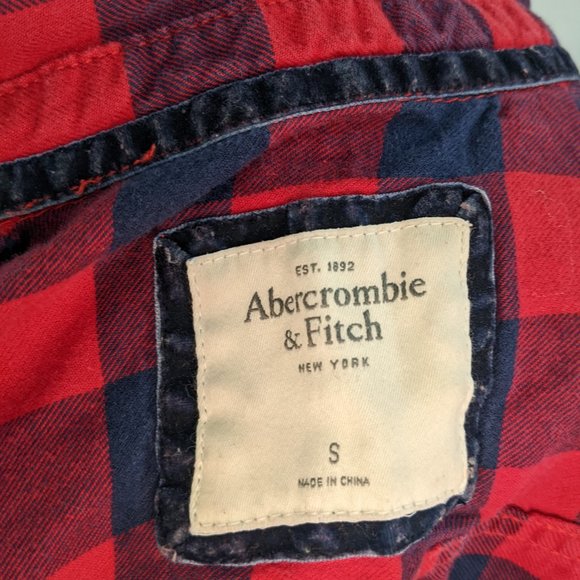 EST. 1892
Abercrombie
& Fitch
NEW YORK
S
MADE IN CHINA